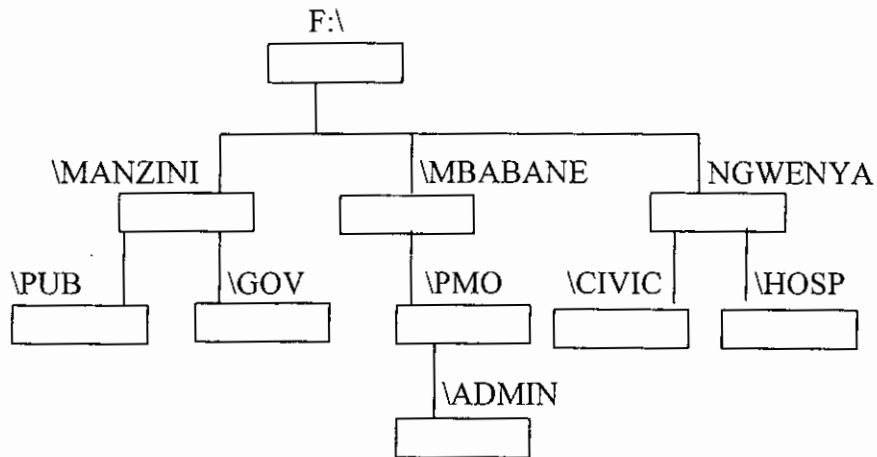 F:\
\MANZINI \MBABANE NGWENYA
\PUB \GOV \PMO \CIVIC \HOSP
\ADMIN